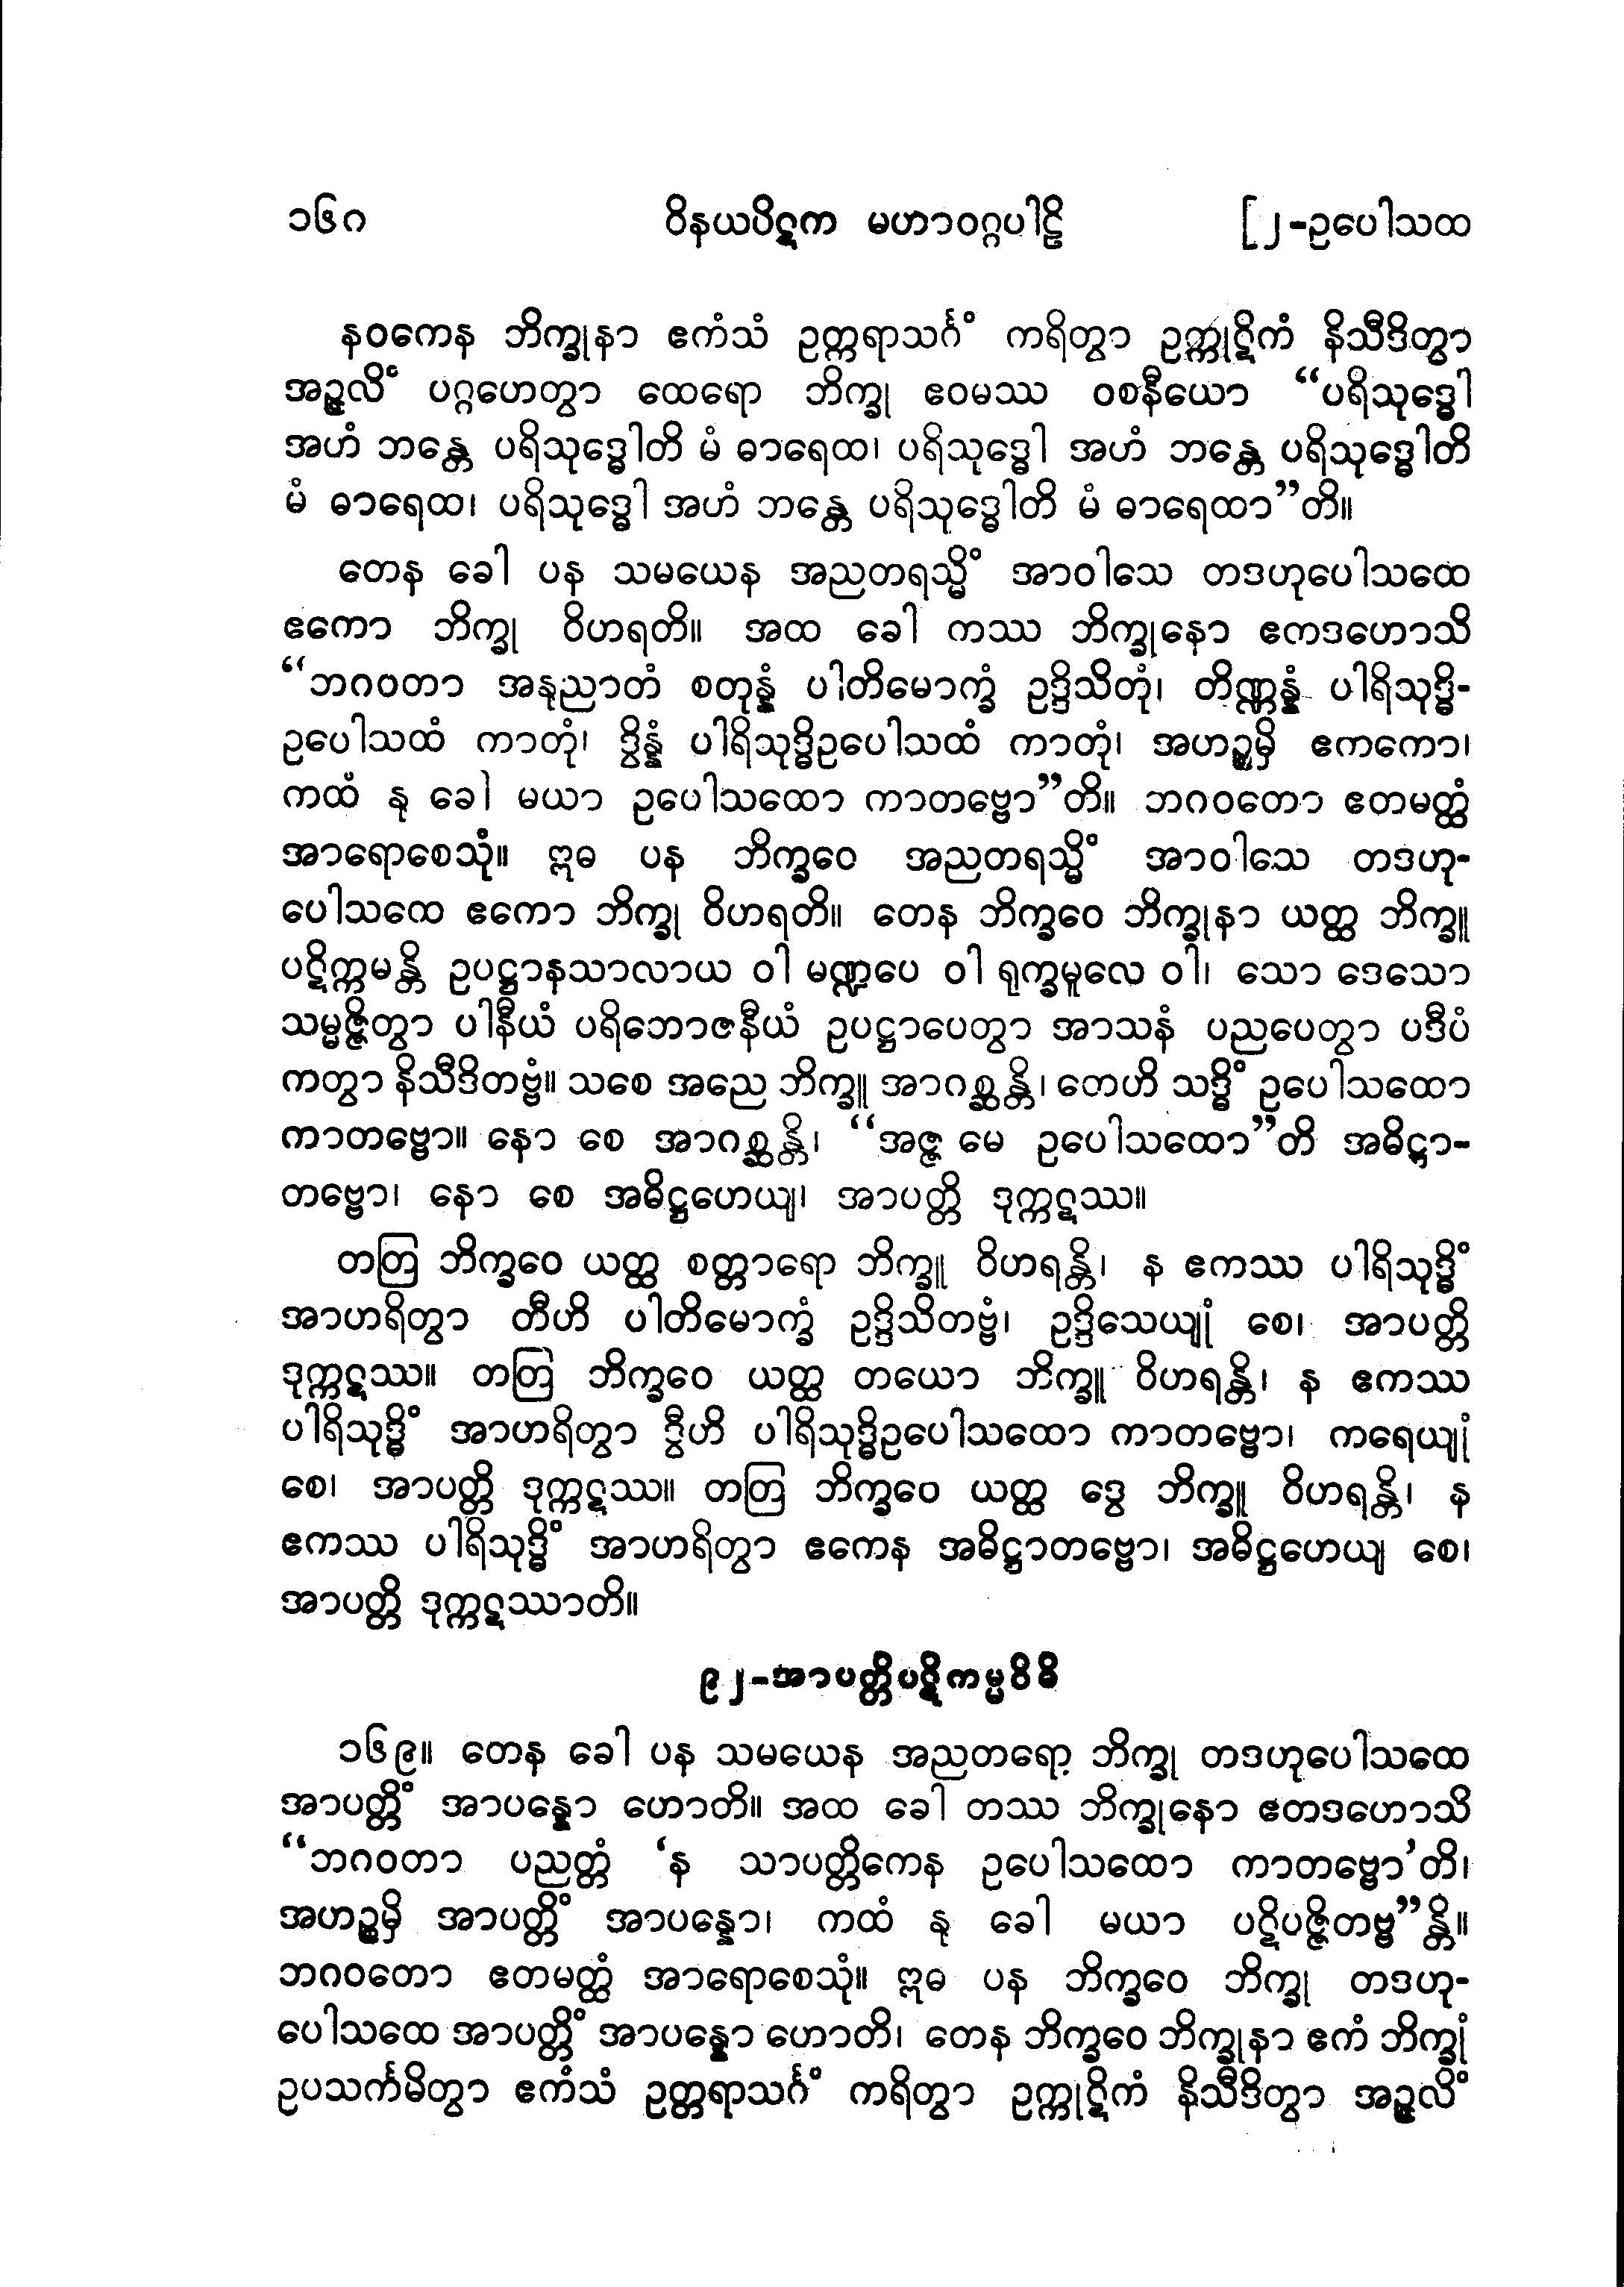 ၁၆ဂ ဝိနယပိဋက မဟာဝဂ္ဂပါဠိ [၂-ဥပေါသထ
နဝကေန ဘိက္ခုနာ ဧကံသံ ဥတ္တရာသင်္ဂံ ကရိတွာ ဥက္ကုဋိကံ နိသီဒိတွာ
အဉ္ဇလိံ ပဂ္ဂဟေတွာ ထေရော ဘိက္ခု ဧဝမဿ ဝစနီယော “ပရိသုဒ္ဓေါ
အဟံ ဘန္တေ ပရိသုဒ္ဓေါတိ မံ ဓာရေထ၊ ပရိသုဒ္ဓေါ အဟံ ဘန္တေ ပရိသုဒ္ဓေါတိ
မံ ဓာရေထ၊ ပရိသုဒ္ဓေါ အဟံ ဘန္တေ ပရိသုဒ္ဓေါတိ မံ ဓာရေထာ”တိ။
တေန ခေါ ပန သမယေန အညတရသ္မိံ အာဝါသေ တဒဟုပေါသထေ
ဧကော ဘိက္ခု ဝိဟရတိ။ အထ ခေါ ကဿ ဘိက္ခုနော ဧကဒဟောသိ
“ဘဂဝတာ အနုညာတံ စတုန္နံ ပါတိမောက္ခံ ဥဒ္ဒိသိတုံ၊ တိဏ္ဏန္နံ ပါရိသုဒ္ဓိ-
ဥပေါသထံ ကာတုံ၊ ဒွိန္နံ ပါရိသုဒ္ဓိဥပေါသထံ ကာတုံ၊ အဟဉ္စမှိ ဧကကော၊
ကထံ နု ခေါ မယာ ဥပေါသထော ကာတဗ္ဗော”တိ။ ဘဂဝတော ဧတမတ္ထံ
အာရောစေသုံ။ ဣဓ ပန ဘိက္ခဝေ အညတရသ္မိံ အာဝါသေ တဒဟု-
ပေါသထေ ဧကော ဘိက္ခု ဝိဟရတိ။ တေန ဘိက္ခဝေ ဘိက္ခုနာ ယတ္ထ ဘိက္ခူ
ပဋိက္ကမန္တိ ဥပဋ္ဌာနသာလာယ ဝါ မဏ္ဍပေ ဝါ ရုက္ခမူလေ ဝါ၊ သော ဒေသော
သမ္မဇ္ဇိတွာ ပါနီယံ ပရိဘောဇနီယံ ဥပဋ္ဌာပေတွာ အာသနံ ပညပေတွာ ပဒီပံ
ကတွာ နိသီဒိတဗ္ဗံ။ သစေ အညေ ဘိက္ခူ အာဂစ္ဆန္တိ၊ တေဟိ သဒ္ဓိံ ဥပေါသထော
ကာတဗ္ဗော။ နော စေ အာဂစ္ဆန္တိ၊ “အဇ္ဇ မေ ဥပေါသထော”တိ အဓိဋ္ဌာ-
တဗ္ဗော၊ နော စေ အဓိဋ္ဌဟေယျ၊ အာပတ္တိ ဒုက္ကဋဿ။
တတြ ဘိက္ခဝေ ယတ္ထ စတ္တာရော ဘိက္ခူ ဝိဟရန္တိ၊ န ဧကဿ ပါရိသုဒ္ဓိံ
အာဟရိတွာ တီဟိ ပါတိမောက္ခံ ဥဒ္ဒိသိတဗ္ဗံ၊ ဥဒ္ဒိသေယျုံ စေ၊ အာပတ္တိ
ဒုက္ကဋဿ။ တတြ ဘိက္ခဝေ ယတ္ထ တယော ဘိက္ခူ ဝိဟရန္တိ၊ န ဧကဿ
ပါရိသုဒ္ဓိံ အာဟရိတွာ ဒွီဟိ ပါရိသုဒ္ဓိဥပေါသထော ကာတဗ္ဗော၊ ကရေယျုံ
စေ၊ အာပတ္တိ ဒုက္ကဋဿ။ တတြ ဘိက္ခဝေ ယတ္ထ ဒွေ ဘိက္ခူ ဝိဟရန္တိ၊ န
ဧကဿ ပါရိသုဒ္ဓိံ အာဟရိတွာ ဧကေန အဓိဋ္ဌာတဗ္ဗော၊ အဓိဋ္ဌဟေယျ စေ၊
အာပတ္တိ ဒုက္ကဋဿာတိ။
၉၂-အာပတ္တိပဋိကမ္မဝိဓိ
၁၆၉။ တေန ခေါ ပန သမယေန အညတရော ဘိက္ခု တဒဟုပေါသထေ
အာပတ္တိံ အာပန္နော ဟောတိ။ အထ ခေါ တဿ ဘိက္ခုနော ဧတဒဟောသိ
“ဘဂဝတာ ပညတ္တံ ‘န သာပတ္တိကေန ဥပေါသထော ကာတဗ္ဗော’တိ၊
အဟဉ္စမှိ အာပတ္တိံ အာပန္နော၊ ကထံ နု ခေါ မယာ ပဋိပဇ္ဇိတဗ္ဗ”န္တိ။
ဘဂဝတော ဧတမတ္ထံ အာရောစေသုံ။ ဣဓ ပန ဘိက္ခဝေ ဘိက္ခု တဒဟု-
ပေါသထေ အာပတ္တိံ အာပန္နော ဟောတိ၊ တေန ဘိက္ခဝေ ဘိက္ခုနာ ဧကံ ဘိက္ခုံ
ဥပသင်္ကမိတွာ ဧကံသံ ဥတ္တရာသင်္ဂံ ကရိတွာ ဥက္ကုဋိကံ နိသီဒိတွာ အဉ္ဇလိံ